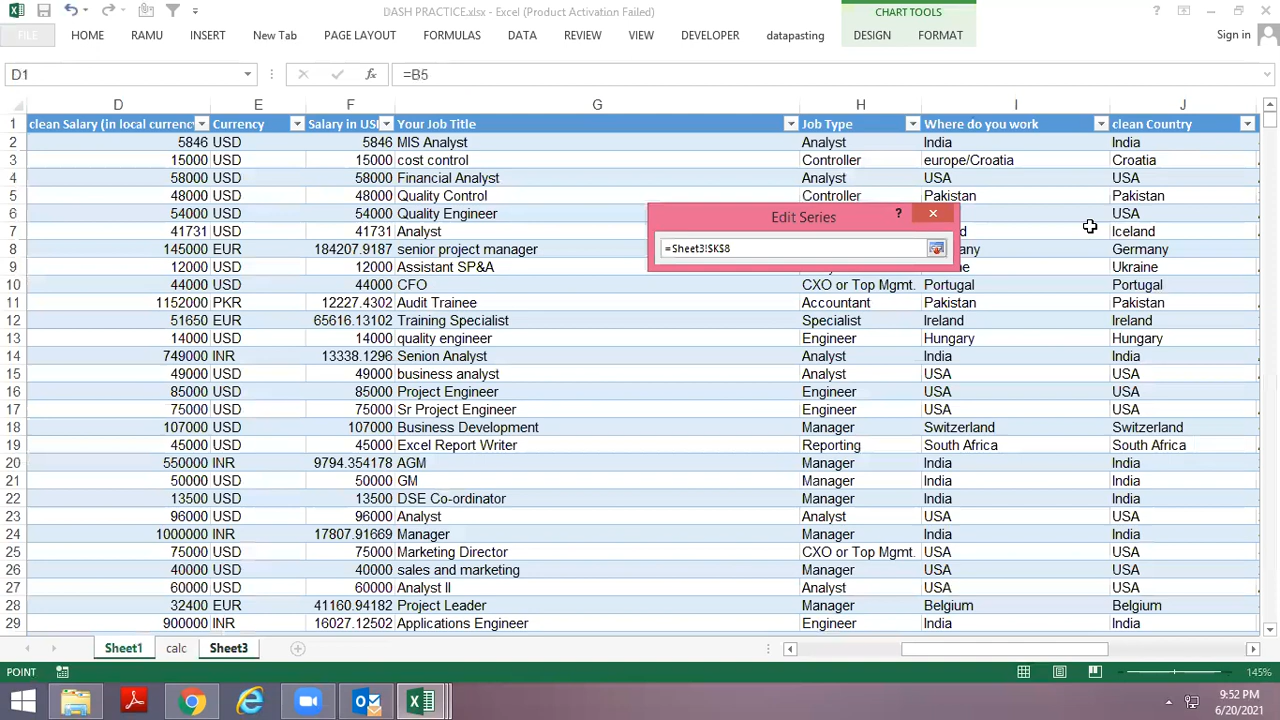 DASH PRACTICE.xlsx - Excel (Product Activation Failed)
CHART TOOLS
FILE HOME RAMU INSERT New Tab PAGE LAYOUT FORMULAS DATA REVIEW VIEW DEVELOPER datapasting DESIGN FORMAT Sign in
D1 fx =B5
D E F G H I J
1 clean Salary (in local currency Currency Salary in USD Your Job Title Job Type Where do you work clean Country
2 5846 USD 5846 MIS Analyst Analyst India India
3 15000 USD 15000 cost control Controller europe/Croatia Croatia
4 58000 USD 58000 Financial Analyst Analyst USA USA
5 48000 USD 48000 Quality Control Controller Pakistan Pakistan
6 54000 USD 54000 Quality Engineer USA
7 41731 USD 41731 Analyst Iceland
8 145000 EUR 184207.9187 senior project manager Germany
9 12000 USD 12000 Assistant SP&A Ukraine
Edit Series
=Sheet3!$K$8
10 44000 USD 44000 CFO CXO or Top Mgmt. Portugal Portugal
11 1152000 PKR 12227.4302 Audit Trainee Accountant Pakistan Pakistan
12 51650 EUR 65616.13102 Training Specialist Specialist Ireland Ireland
13 14000 USD 14000 quality engineer Engineer Hungary Hungary
14 749000 INR 13338.1296 Senion Analyst Analyst India India
15 49000 USD 49000 business analyst Analyst USA USA
16 85000 USD 85000 Project Engineer Engineer USA USA
17 75000 USD 75000 Sr Project Engineer Engineer USA USA
18 107000 USD 107000 Business Development Manager Switzerland Switzerland
19 45000 USD 45000 Excel Report Writer Reporting South Africa South Africa
20 550000 INR 9794.354178 AGM Manager India India
21 50000 USD 50000 GM Manager India India
22 13500 USD 13500 DSE Co-ordinator Manager India India
23 96000 USD 96000 Analyst Analyst USA USA
24 1000000 INR 17807.91669 Manager Manager India India
25 75000 USD 75000 Marketing Director CXO or Top Mgmt. USA USA
26 40000 USD 40000 sales and marketing Manager USA USA
27 60000 USD 60000 Analyst II Analyst USA USA
28 32400 EUR 41160.94182 Project Leader Manager Belgium Belgium
29 900000 INR 16027.12502 Applications Engineer Engineer India India
Sheet1 calc Sheet3
POINT 145%
9:52 PM
6/20/2021